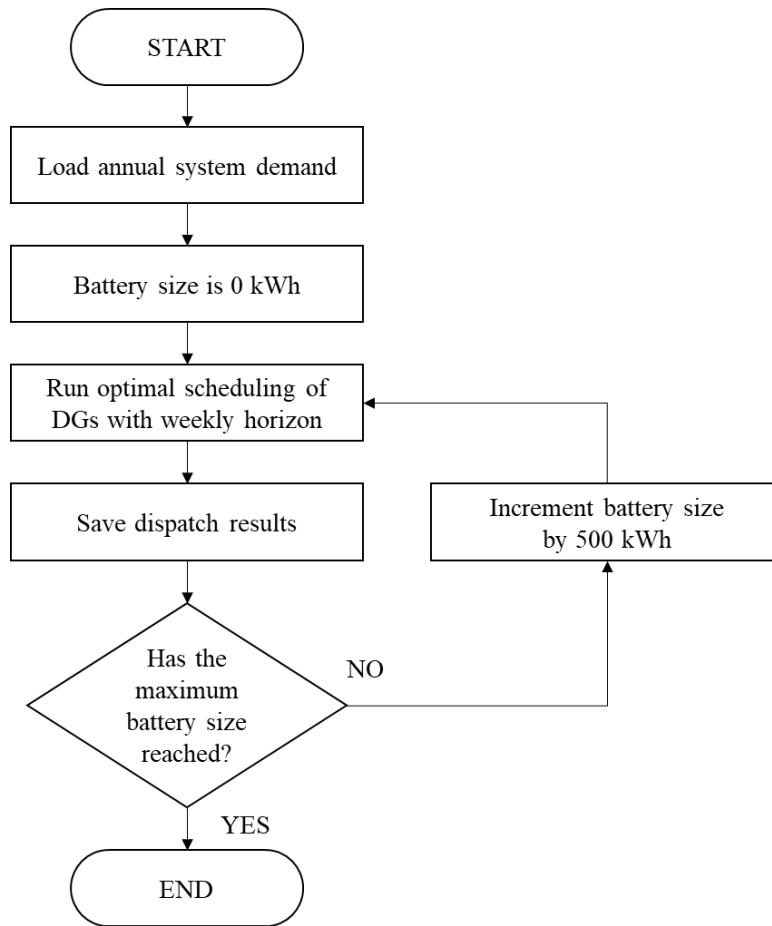 START
Load annual system demand
Battery size is 0 kWh
Run optimal scheduling of
DGs with weekly horizon
Save dispatch results
Increment battery size
by 500 kWh
Has the
maximum
battery size
reached?
NO
YES
END